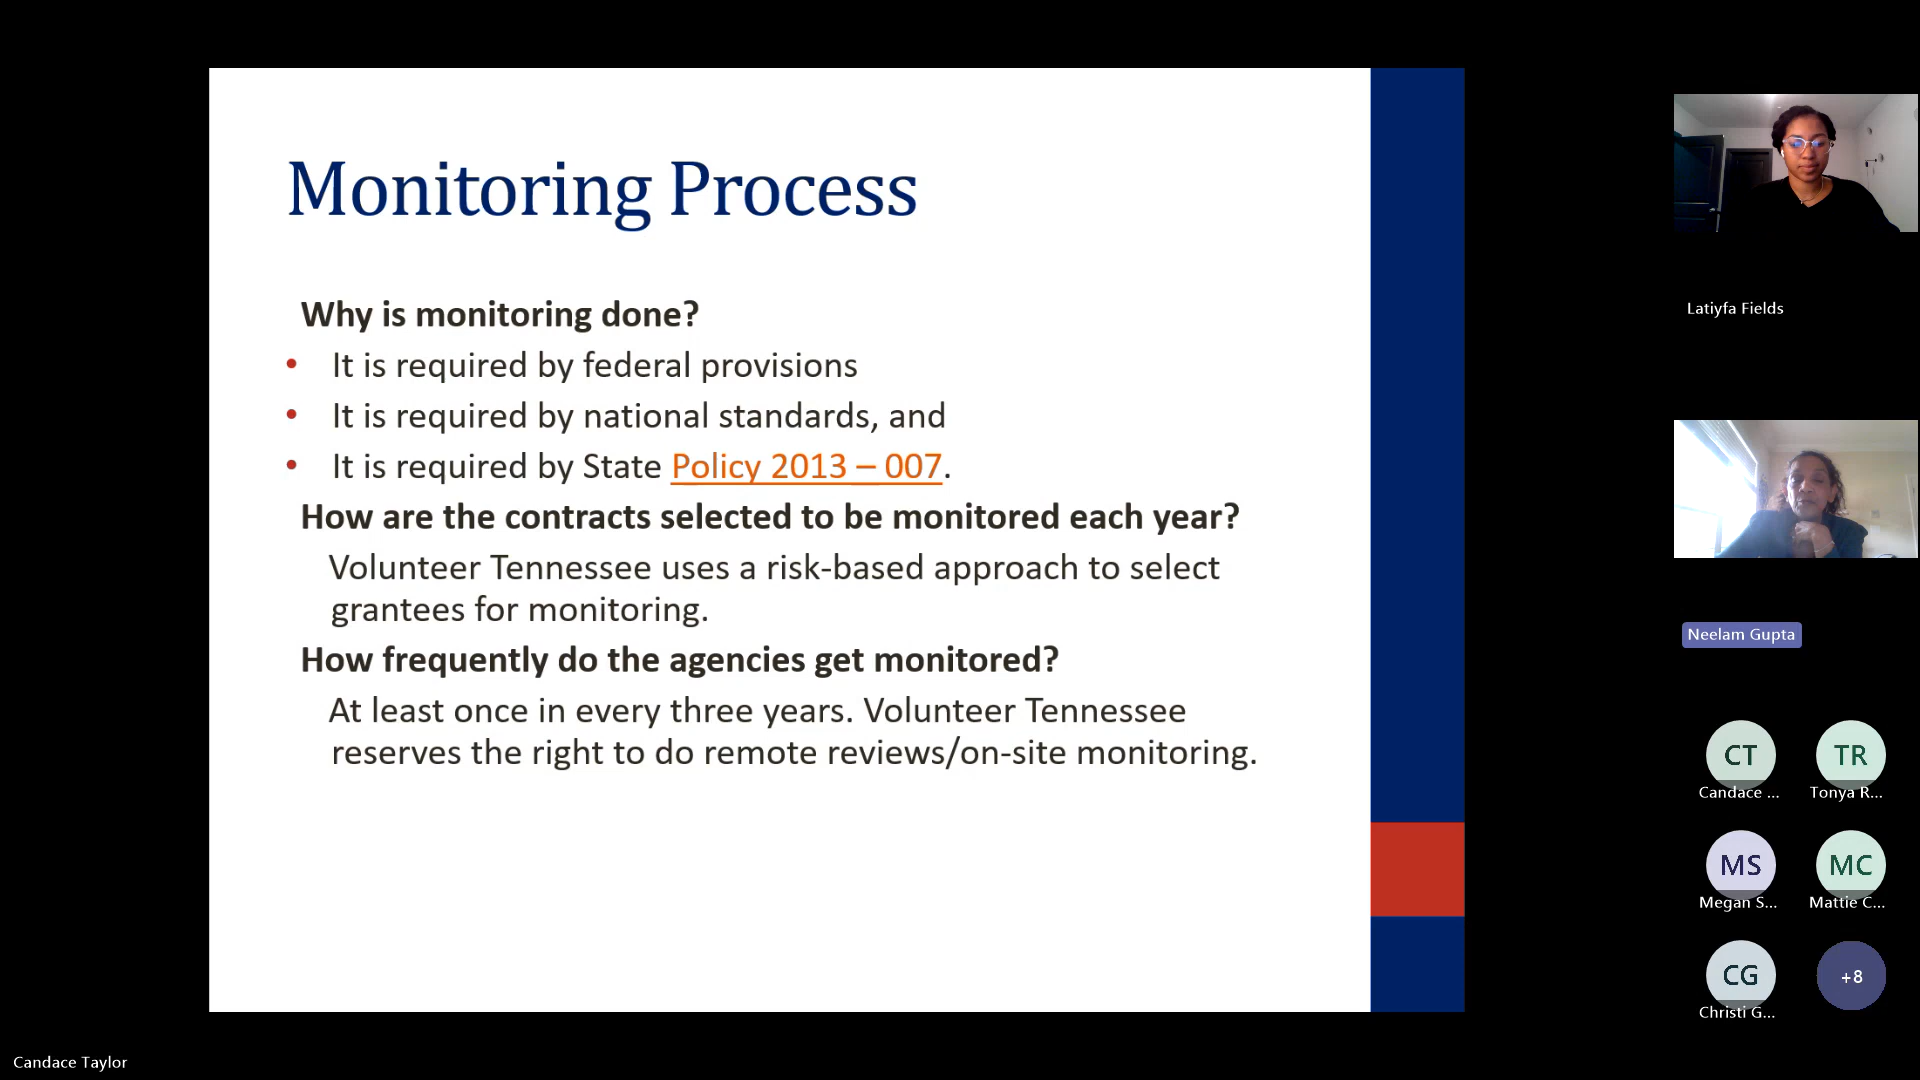 Monitoring Process
Why is monitoring done?
• It is required by federal provisions
• It is required by national standards, and
• It is required by State Policy 2013 – 007.
How are the contracts selected to be monitored each year?
Volunteer Tennessee uses a risk-based approach to select
grantees for monitoring.
How frequently do the agencies get monitored?
At least once in every three years. Volunteer Tennessee
reserves the right to do remote reviews/on-site monitoring.
Latiyfa Fields
Neelam Gupta
CT
Candace ...
TR
Tonya R...
MS
Megan S...
MC
Mattie C...
CG
Christi G...
+8
Candace Taylor